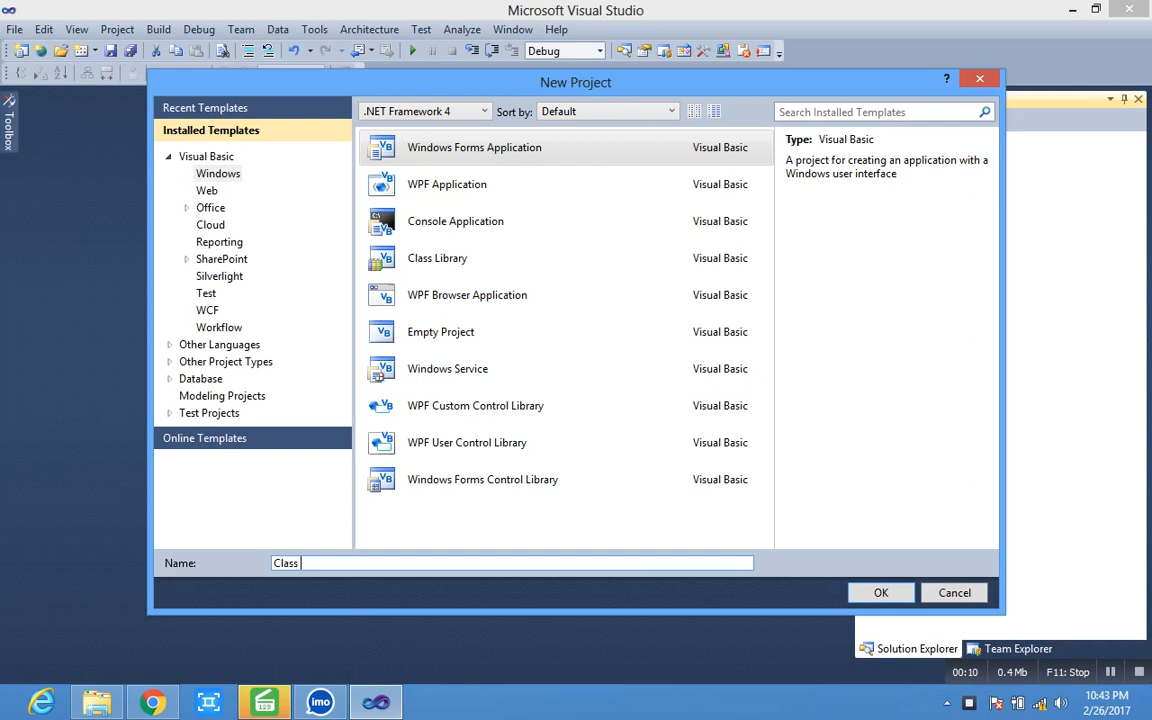 Microsoft Visual Studio
File Edit View Project Build Debug Team Data Tools Architecture Test Analyze Window Help
Debug
New Project
?
Toolbox
Recent Templates
Installed Templates
Visual Basic
Windows
Web
Office
Cloud
Reporting
SharePoint
Silverlight
Test
WCF
Workflow
Other Languages
Other Project Types
Database
Modeling Projects
Test Projects
Online Templates
.NET Framework 4 Sort by: Default
Search Installed Templates
Windows Forms Application Visual Basic
WPF Application Visual Basic
Console Application Visual Basic
Class Library Visual Basic
WPF Browser Application Visual Basic
Empty Project Visual Basic
Windows Service Visual Basic
WPF Custom Control Library Visual Basic
WPF User Control Library Visual Basic
Windows Forms Control Library Visual Basic
Type: Visual Basic
A project for creating an application with a
Windows user interface
Name: Class
OK Cancel
Solution Explorer Team Explorer
00:10 0.4 Mb F11: Stop
123 imo
10:43 PM
2/26/2017